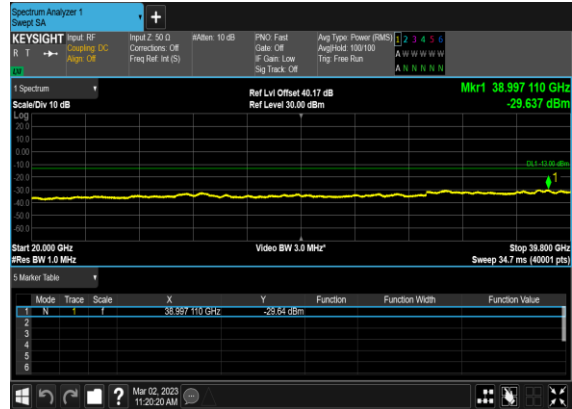 Spectrum Analyzer 1
Swept SA
+
KEYSIGHT Input: RF Input Z: 50 Ω #Atten: 10 dB PNO: Fast Avg Type: Power (RMS) 1 2 3 4 5 6
R T Coupling: DC Corrections: Off Gate: Off Avg|Hold: 100/100 A W W W W W
Align: Off Freq Ref: Int (S) IF Gain: Low Trig: Free Run
Sig Track: Off A N N N N N
1 Spectrum Ref Lvl Offset 40.17 dB Mkr1 38.997 110 GHz
Scale/Div 10 dB Ref Level 30.00 dBm -29.637 dBm
Log
20.0
10.0
0.00
-10.0 DL1 -13.00 dBm
-20.0 1
-30.0
-40.0
-50.0
-60.0
Start 20.000 GHz Video BW 3.0 MHz* Stop 39.800 GHz
#Res BW 1.0 MHz Sweep 34.7 ms (40001 pts)
5 Marker Table
Mode Trace Scale X Y Function Function Width Function Value
1 N 1 f 38.997 110 GHz -29.64 dBm
2
3
4
5
6
? Mar 02, 2023
11:20:20 AM